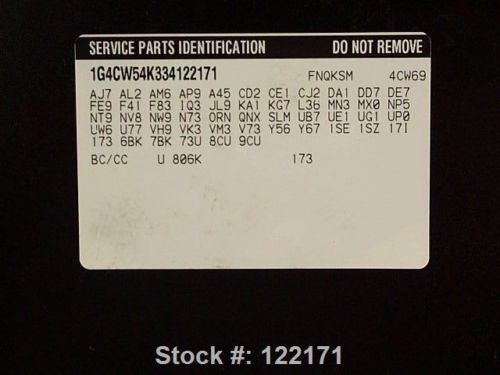 SERVICE PARTS IDENTIFICATION DO NOT REMOVE
1G4CW54K334122171 FNQKSM 4CW69
AJ7 AL2 AM6 AP9 A45 CD2 CE1 CJ2 DA1 DD7 DE7
FE9 F41 F83 1Q3 JL9 KA1 KG7 L36 MN3 MX0 NP5
NT9 NV8 NW9 N73 ORN QNX SLM UB7 UE1 UG1 UP0
UW6 U77 VH9 VK3 VM3 V73 Y56 Y67 1SE 1SZ 17I
173 6BK 7BK 73U 8CU 9CU
BC/CC U 806K 173
Stock #: 122171